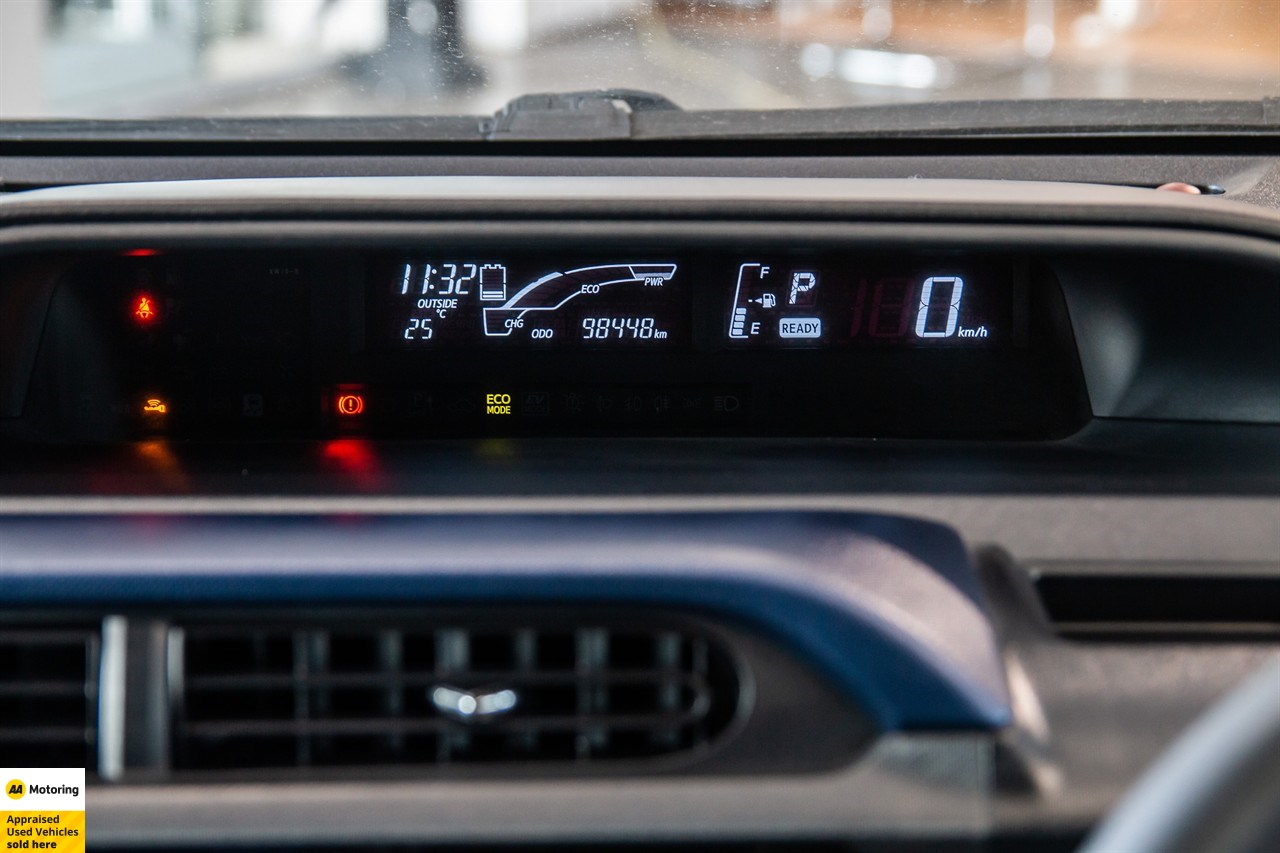 11:32
OUTSIDE
°C
25
CHG
ECO
PWR
ODO 98448 km
F
E
P
READY
0 km/h
ECO
MODE
AA Motoring
Appraised
Used Vehicles
sold here